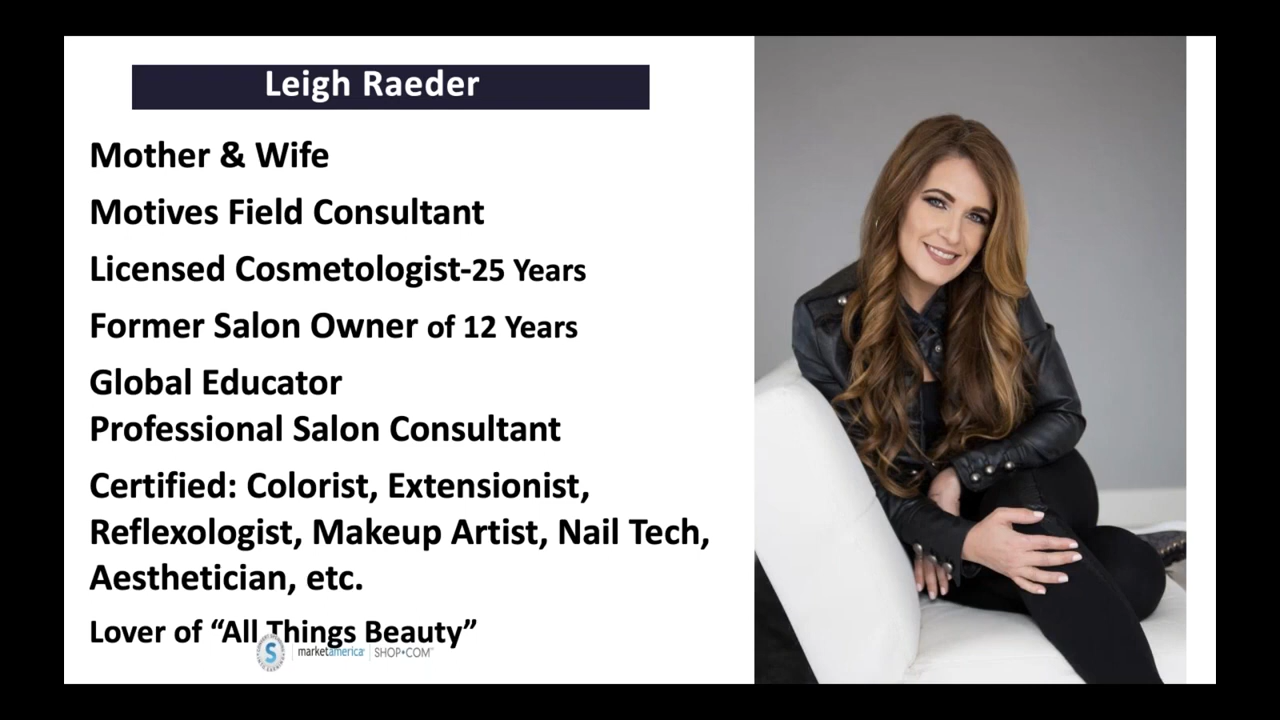 Leigh Raeder
Mother & Wife
Motives Field Consultant
Licensed Cosmetologist-25 Years
Former Salon Owner of 12 Years
Global Educator
Professional Salon Consultant
Certified: Colorist, Extensionist,
Reflexologist, Makeup Artist, Nail Tech,
Aesthetician, etc.
Lover of “All Things Beauty”
S marketamerica SHOP•COM